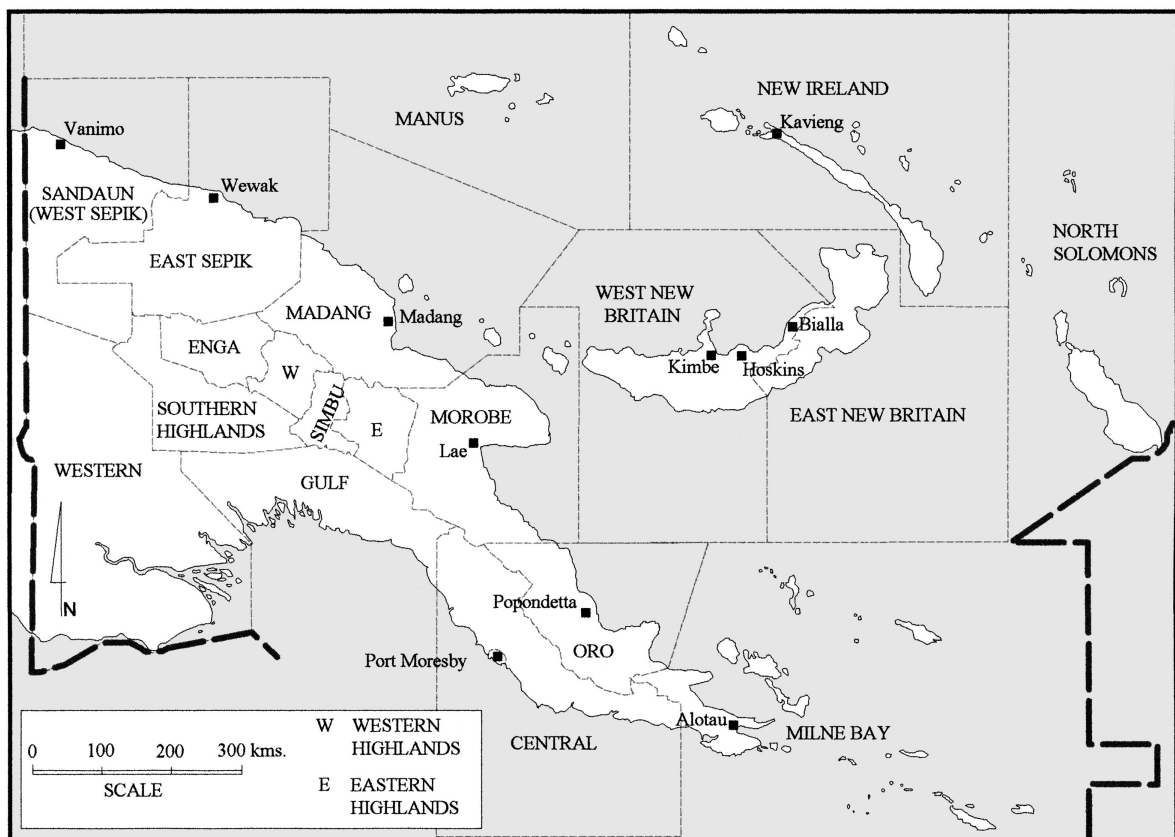 NEW IRELAND
MANUS
Kavieng
Vanimo
Wewak
SANDAUN
(WEST SEPIK)
NORTH
SOLOMONS
EAST SEPIK
WEST NEW
BRITAIN
MADANG
Madang
Bialla
ENGA
W
Kimbe
Hoskins
SIMBU
SOUTHERN
HIGHLANDS
E
MOROBE
EAST NEW BRITAIN
Lae
WESTERN
GULF
N
Popondetta
ORO
Port Moresby
Alotau
MILNE BAY
CENTRAL
W WESTERN
HIGHLANDS
0 100 200 300 kms.
SCALE
E EASTERN
HIGHLANDS